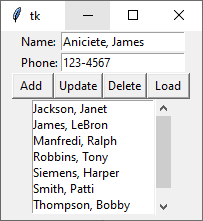 tk
Name: Aniciete, James
Phone: 123-4567
Add Update Delete Load
Jackson, Janet
James, LeBron
Manfredi, Ralph
Robbins, Tony
Siemens, Harper
Smith, Patti
Thompson, Bobby